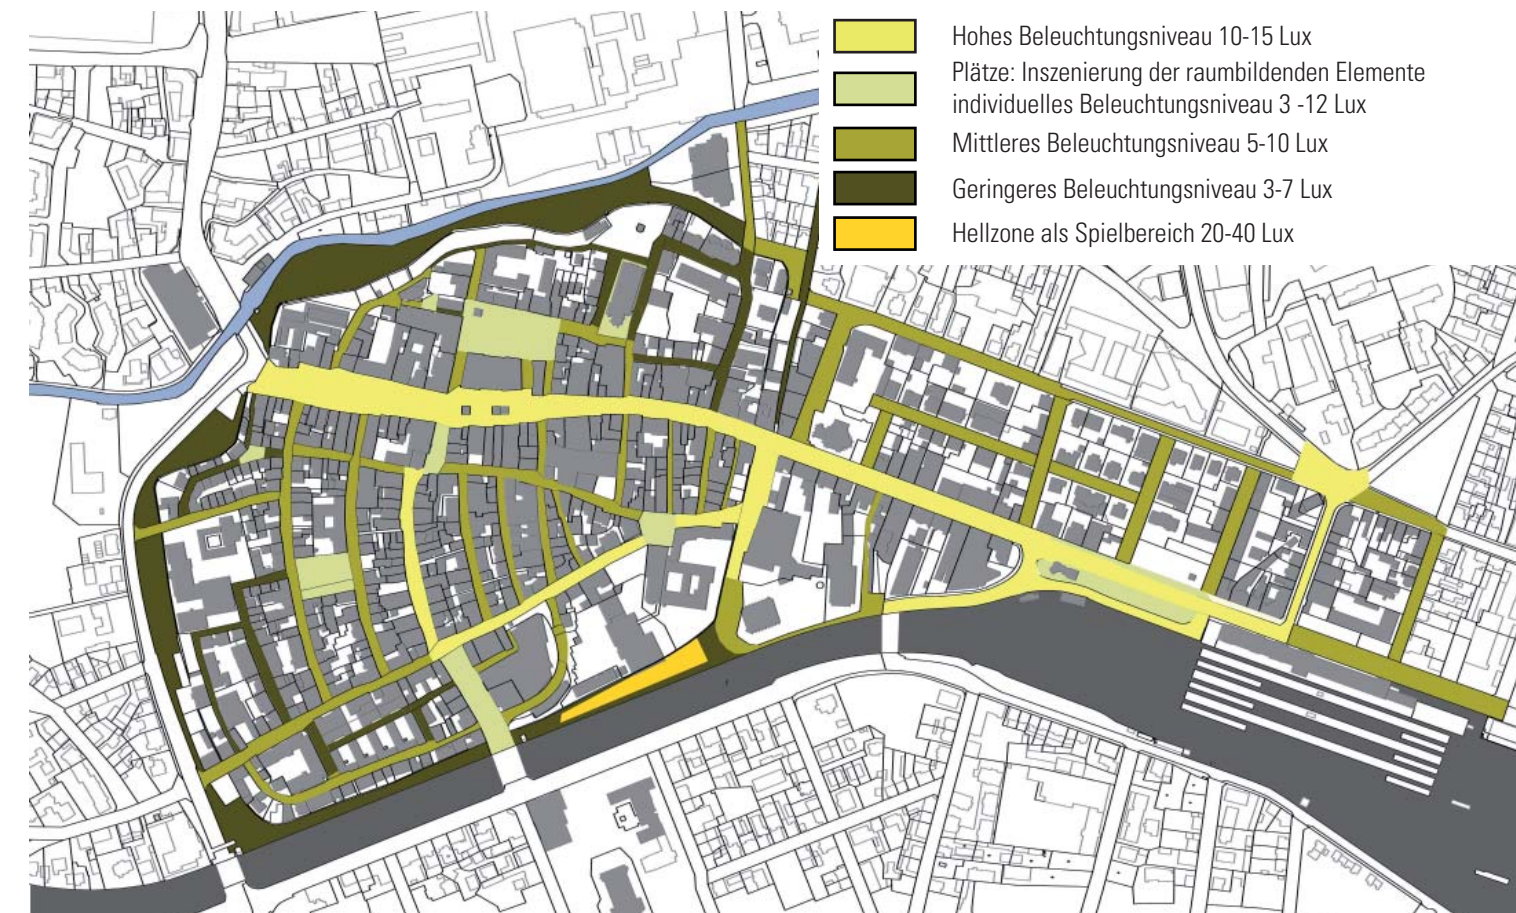 Hohes Beleuchtungsniveau 10-15 Lux
Plätze: Inszenierung der raumbildenden Elemente
individuelles Beleuchtungsniveau 3 -12 Lux
Mittleres Beleuchtungsniveau 5-10 Lux
Geringeres Beleuchtungsniveau 3-7 Lux
Hellzone als Spielbereich 20-40 Lux